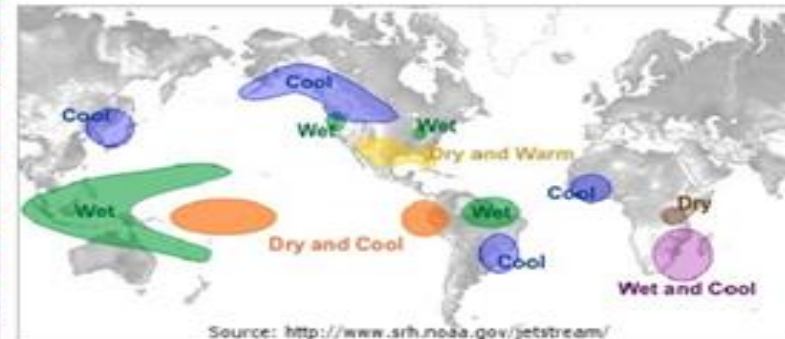 Cool
Cool
Wet
Wet
Dry and Warm
Cool
Wet
Wet
Dry
Dry and Cool
Cool
Wet and Cool
Source: http://www.srh.noaa.gov/jetstream/